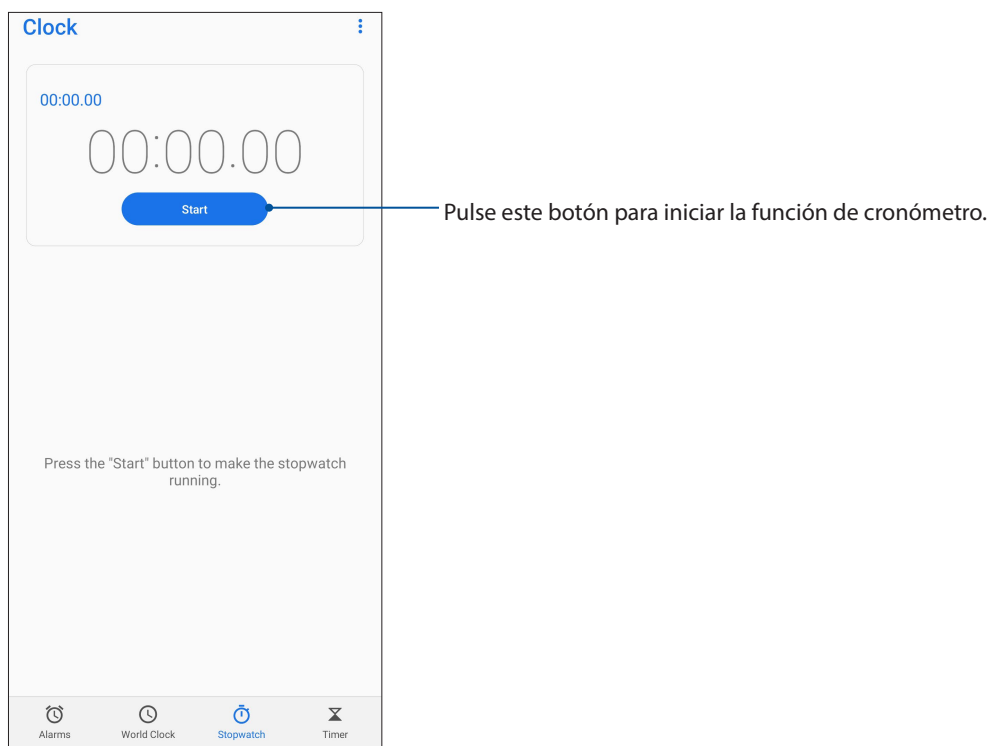 Clock
00:00.00
00:00.00
Start
Pulse este botón para iniciar la función de cronómetro.
Press the "Start" button to make the stopwatch
running.
Alarms World Clock Stopwatch Timer